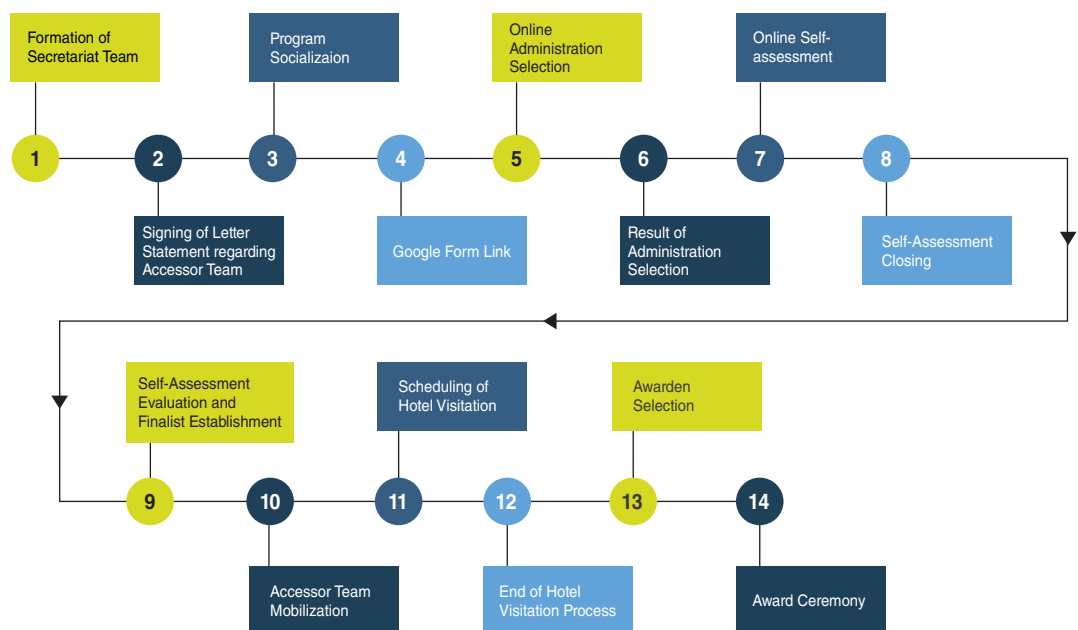 Formation of
Secretariat Team
Program
Socializaion
Online
Administration
Selection
Online Self-
assessment
1
2
3
4
5
6
7
8
Signing of Letter
Statement regarding
Accessor Team
Google Form Link
Result of
Administration
Selection
Self-Assessment
Closing
Self-Assessment
Evaluation and
Finalist Establishment
Scheduling of
Hotel Visitation
Awarden
Selection
9
10
11
12
13
14
Accessor Team
Mobilization
End of Hotel
Visitation Process
Award Ceremony